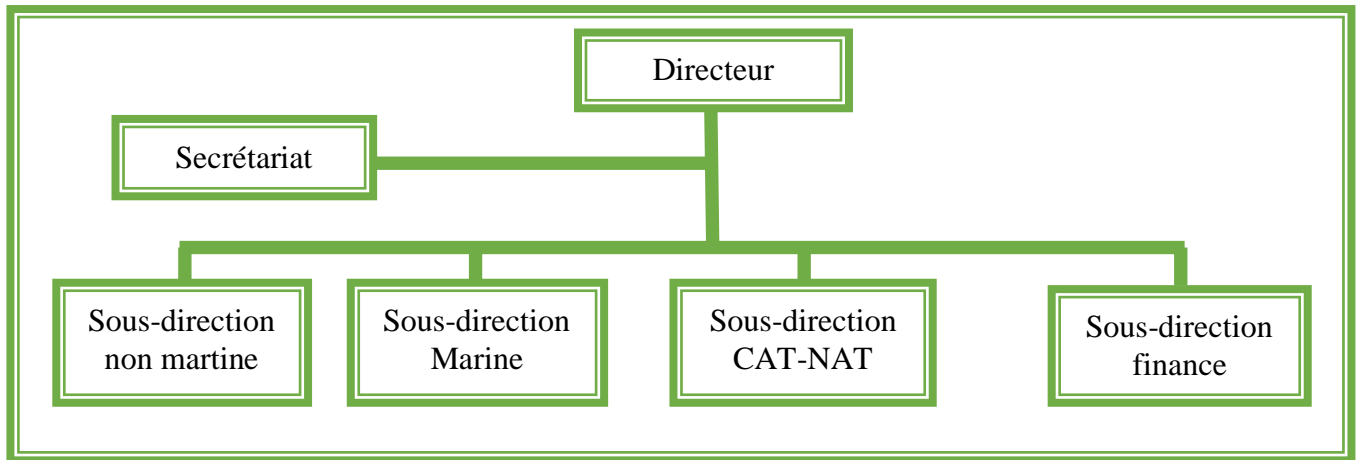 Directeur
Secrétariat
Sous-direction
non martine
Sous-direction
Marine
Sous-direction
CAT-NAT
Sous-direction
finance